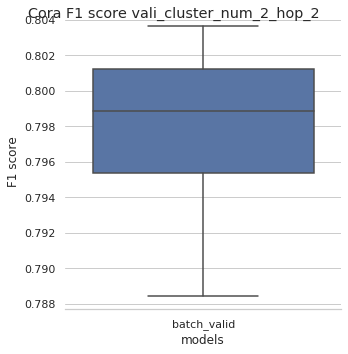 Cora F1 score vali_cluster_num_2_hop_2
0.804
0.802
0.800
0.798
0.796
0.794
0.792
0.790
0.788
F1 score
batch_valid
models